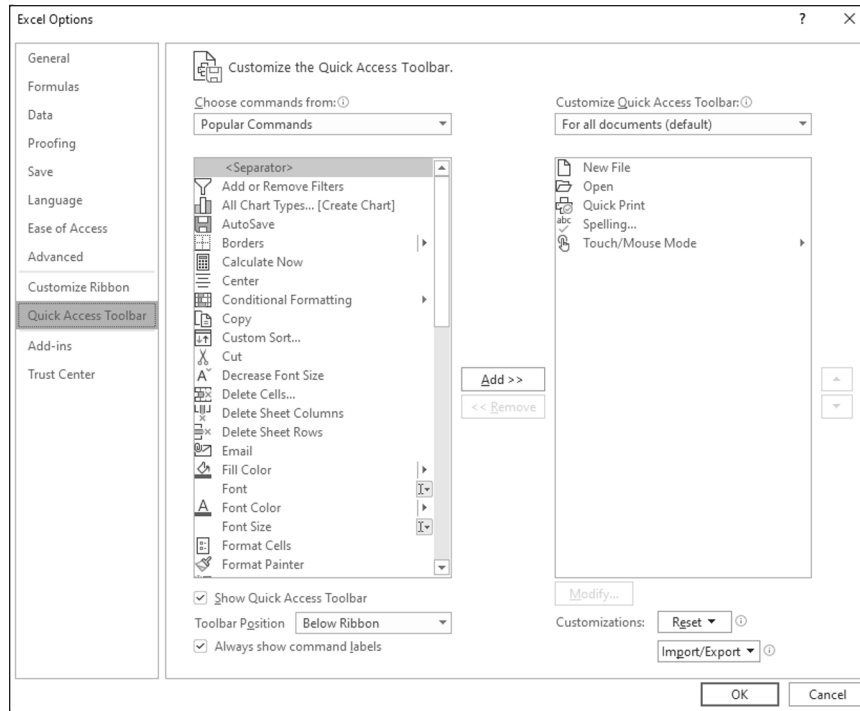 Excel Options
?
General
Formulas
Data
Proofing
Save
Language
Ease of Access
Advanced
Customize Ribbon
Quick Access Toolbar
Add-ins
Trust Center
Customize the Quick Access Toolbar.
Choose commands from:
Popular Commands
<Separator>
Add or Remove Filters
All Chart Types... [Create Chart]
AutoSave
Borders
Calculate Now
Center
Conditional Formatting
Copy
Custom Sort...
Cut
Decrease Font Size
Delete Cells...
Delete Sheet Columns
Delete Sheet Rows
Email
Fill Color
Font
Font Color
Font Size
Format Cells
Format Painter
Show Quick Access Toolbar
Toolbar Position Below Ribbon
Always show command labels
Add >>
<< Remove
Customize Quick Access Toolbar:
For all documents (default)
New File
Open
Quick Print
abc Spelling...
Touch/Mouse Mode
Modify...
Customizations: Reset
Import/Export
OK Cancel